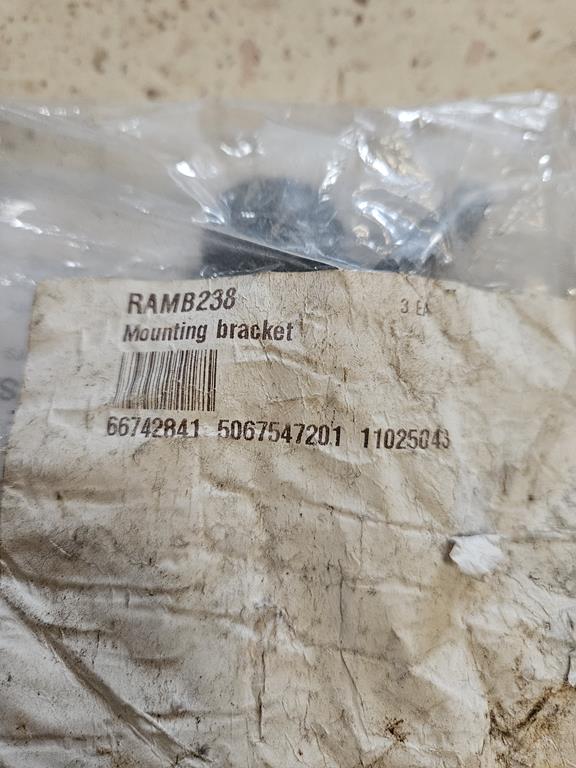 RAMB238 3 EA
Mounting bracket
66742841 5067547201 11025043